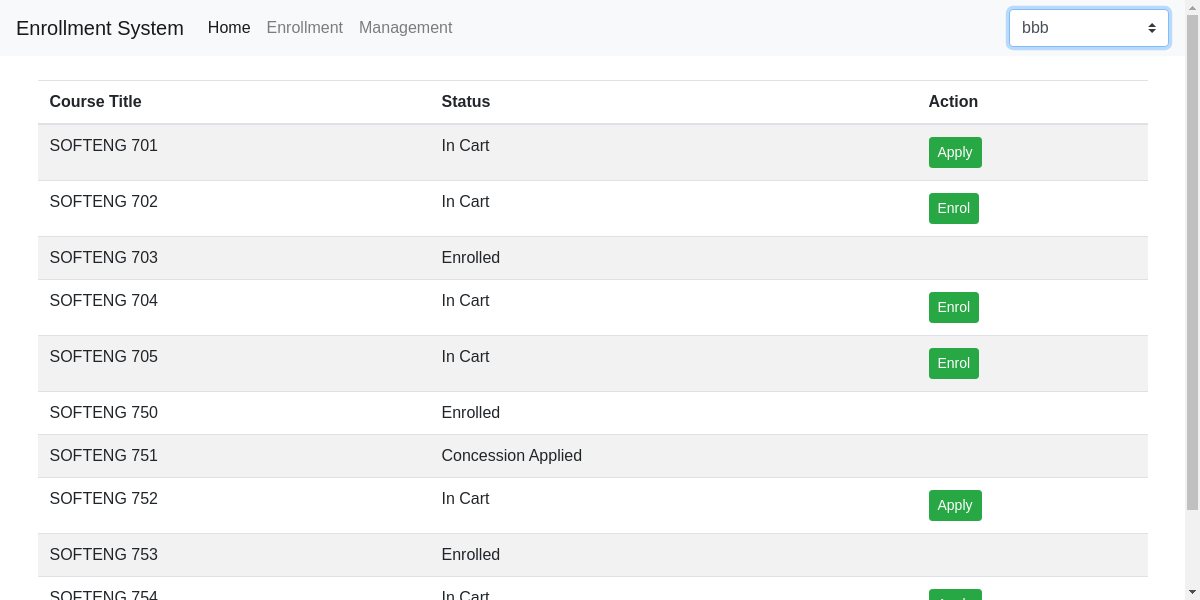 Enrollment System Home Enrollment Management bbb
Course Title Status Action
SOFTENG 701 In Cart Apply
SOFTENG 702 In Cart Enrol
SOFTENG 703 Enrolled
SOFTENG 704 In Cart Enrol
SOFTENG 705 In Cart Enrol
SOFTENG 750 Enrolled
SOFTENG 751 Concession Applied
SOFTENG 752 In Cart Apply
SOFTENG 753 Enrolled
SOFTENG 754 In Cart